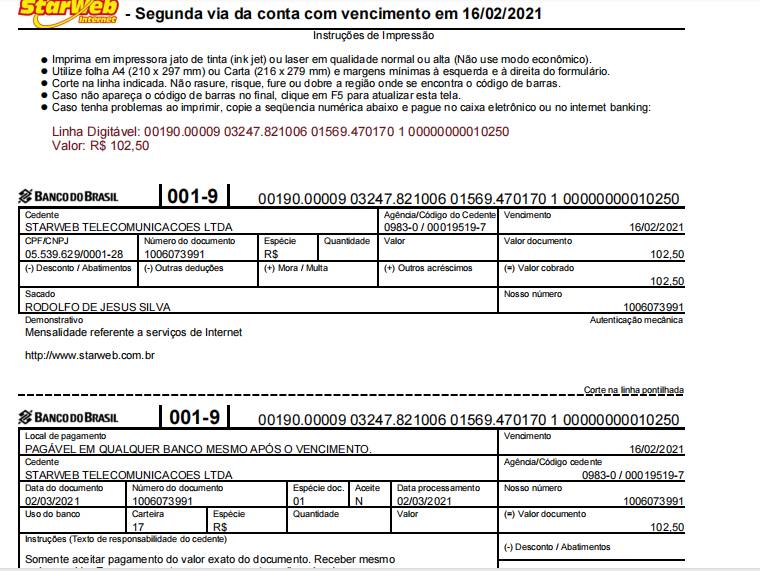 StarWeb
Internet
- Segunda via da conta com vencimento em 16/02/2021
Instruções de Impressão
● Imprima em impressora jato de tinta (ink jet) ou laser em qualidade normal ou alta (Não use modo econômico).
● Utilize folha A4 (210 x 297 mm) ou Carta (216 x 279 mm) e margens mínimas à esquerda e à direita do formulário.
● Corte na linha indicada. Não rasure, risque, fure ou dobre a região onde se encontra o código de barras.
● Caso não apareça o código de barras no final, clique em F5 para atualizar esta tela.
● Caso tenha problemas ao imprimir, copie a seqüencia numérica abaixo e pague no caixa eletrônico ou no internet banking:
Linha Digitável: 00190.00009 03247.821006 01569.470170 1 00000000010250
Valor: R$ 102,50
BANCO DO BRASIL 001-9 00190.00009 03247.821006 01569.470170 1 00000000010250
Cedente Agência/Código do Cedente Vencimento
STARWEB TELECOMUNICACOES LTDA 0983-0 / 00019519-7 16/02/2021
CPF/CNPJ Número do documento Espécie Quantidade Valor Valor documento
05.539.629/0001-28 1006073991 R$ 102,50
(-) Desconto / Abatimentos (-) Outras deduções (+) Mora / Multa (+) Outros acréscimos (=) Valor cobrado
102,50
Sacado Nosso número
RODOLFO DE JESUS SILVA 1006073991
Demonstrativo Autenticação mecânica
Mensalidade referente a serviços de Internet
http://www.starweb.com.br
Corte na linha pontilhada
BANCO DO BRASIL 001-9 00190.00009 03247.821006 01569.470170 1 00000000010250
Local de pagamento Vencimento
PAGÁVEL EM QUALQUER BANCO MESMO APÓS O VENCIMENTO. 16/02/2021
Cedente Agência/Código cedente
STARWEB TELECOMUNICACOES LTDA 0983-0 / 00019519-7
Data do documento Número do documento Espécie doc. Aceite Data processamento Nosso número
02/03/2021 1006073991 01 N 02/03/2021 1006073991
Uso do banco Carteira Espécie Quantidade Valor (=) Valor documento
17 R$ 102,50
Instruções (Texto de responsabilidade do cedente) (-) Desconto / Abatimentos
Somente aceitar pagamento do valor exato do documento. Receber mesmo